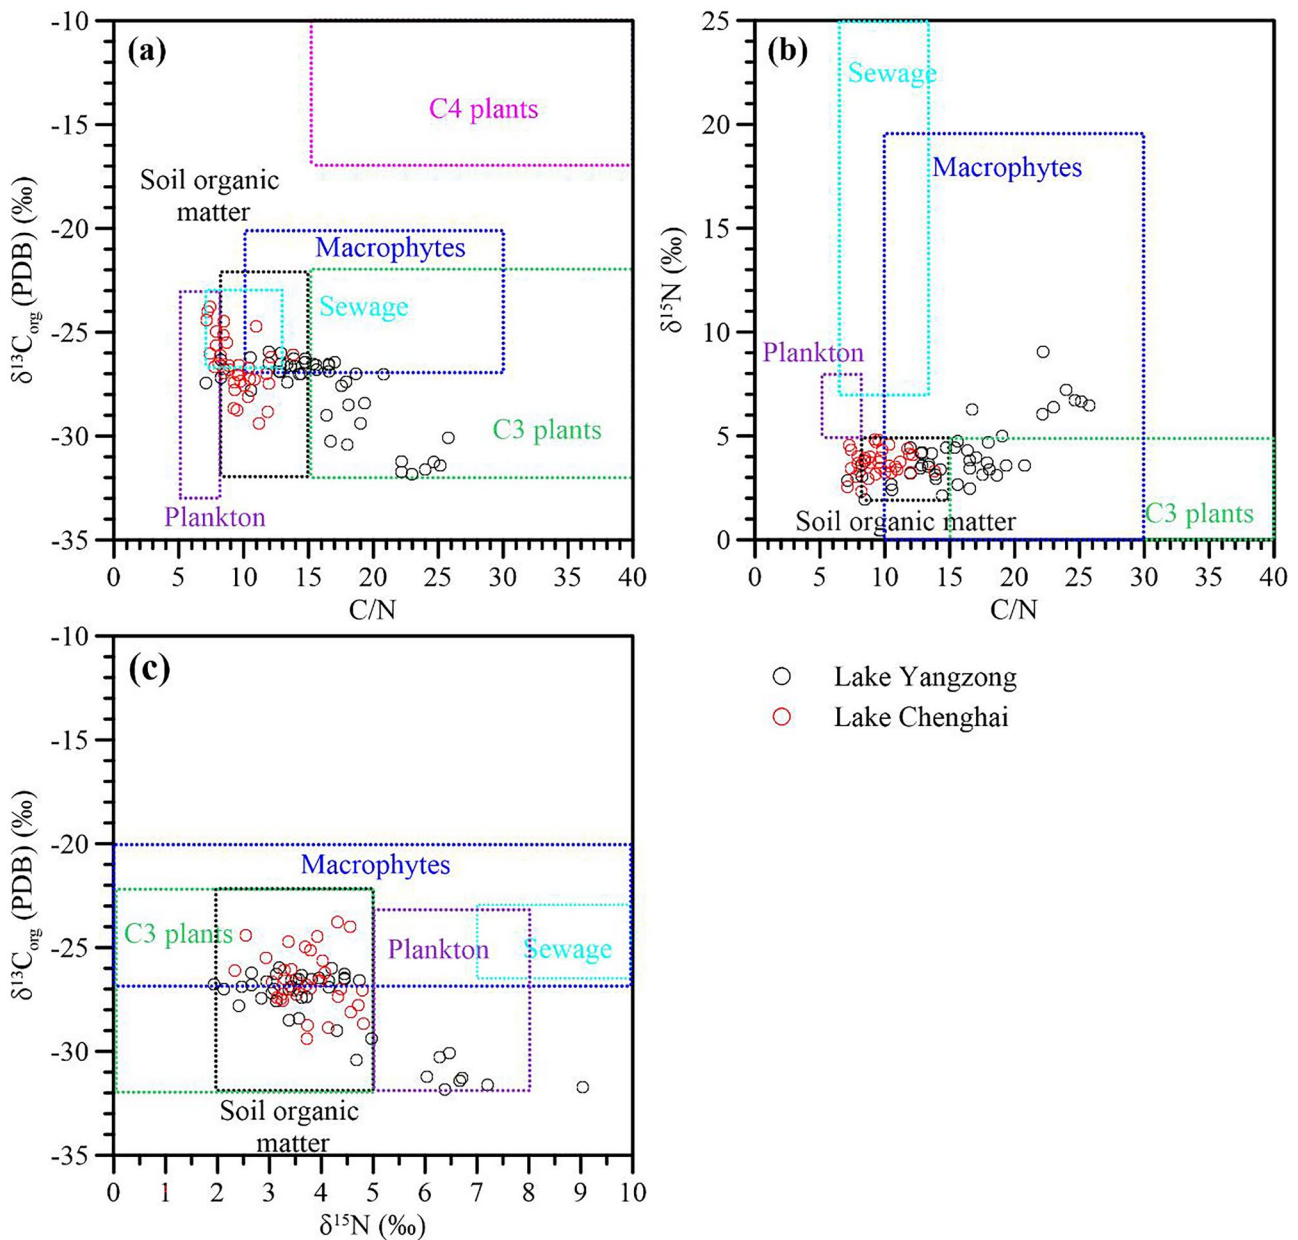 (a)
-10
-15
-20
-25
-30
-35
δ¹³C_org (PDB) (‰)
C4 plants
Soil organic
matter
Macrophytes
Sewage
C3 plants
Plankton
0 5 10 15 20 25 30 35 40
C/N
(b)
25
20
15
10
5
0
δ¹⁵N (‰)
Sewage
Macrophytes
Plankton
Soil organic matter
C3 plants
0 5 10 15 20 25 30 35 40
C/N
(c)
-10
-15
-20
-25
-30
-35
δ¹³C_org (PDB) (‰)
Macrophytes
C3 plants
Plankton
Sewage
Soil organic
matter
0 1 2 3 4 5 6 7 8 9 10
δ¹⁵N (‰)
Lake Yangzong
Lake Chenghai